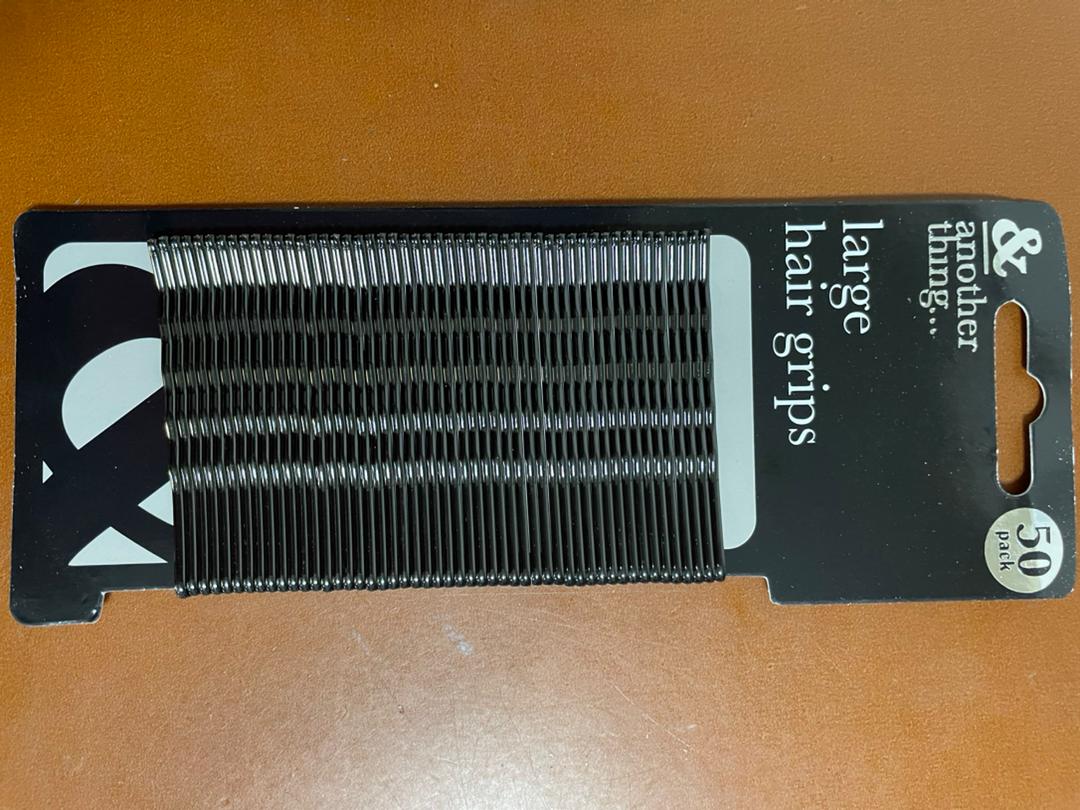 &
another
thing...
large
hair grips
50
pack